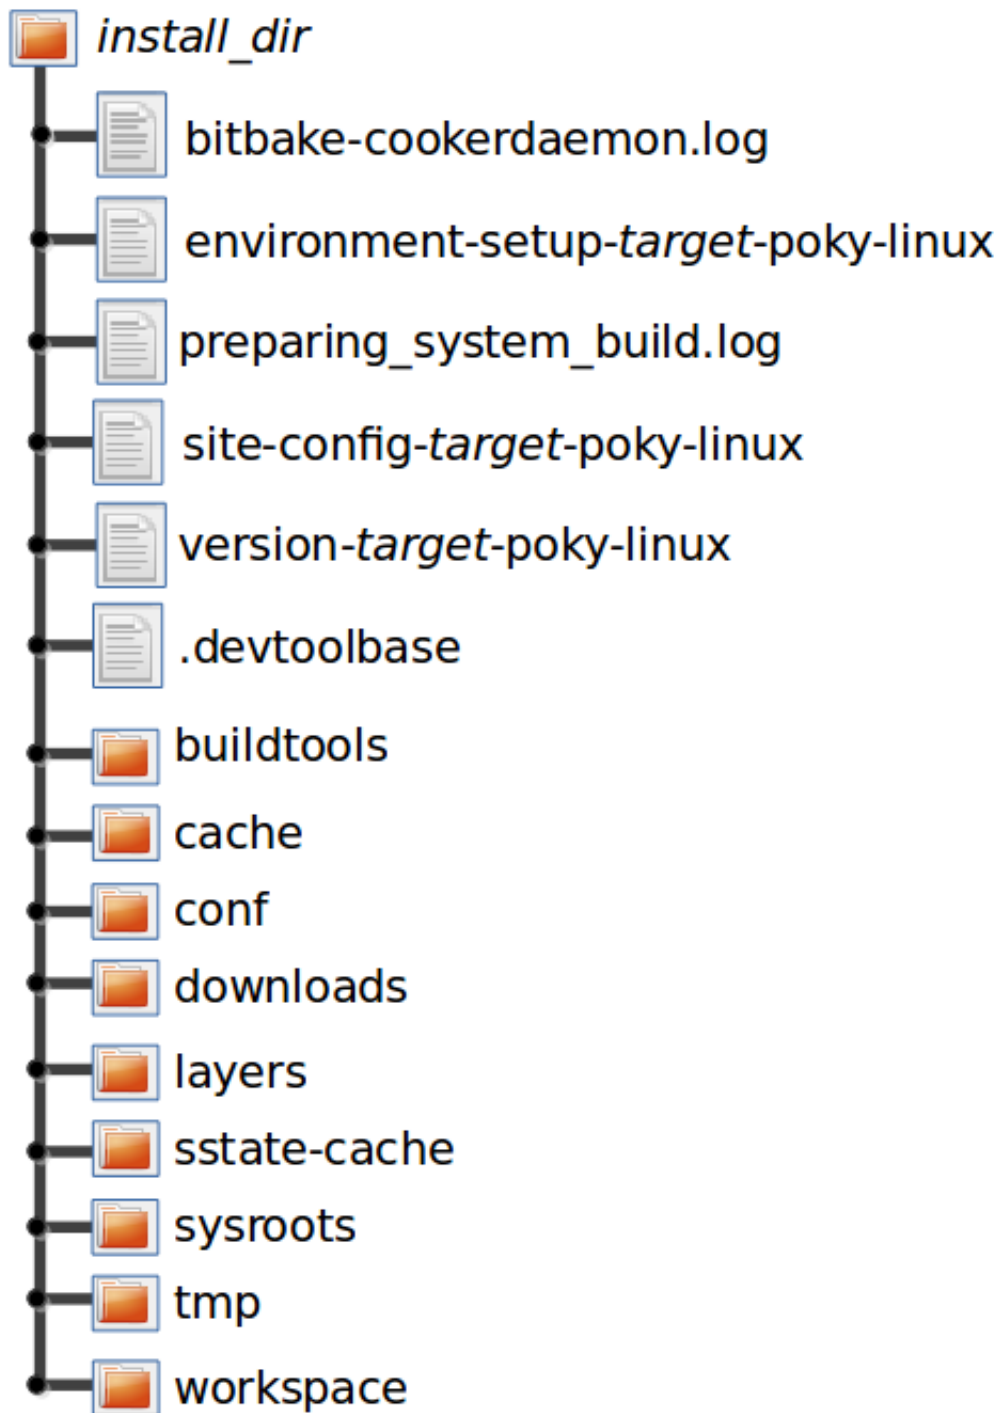 install_dir
bitbake-cookerdaemon.log
environment-setup-target-poky-linux
preparing_system_build.log
site-config-target-poky-linux
version-target-poky-linux
.devtoolbase
buildtools
cache
conf
downloads
layers
sstate-cache
sysroots
tmp
workspace